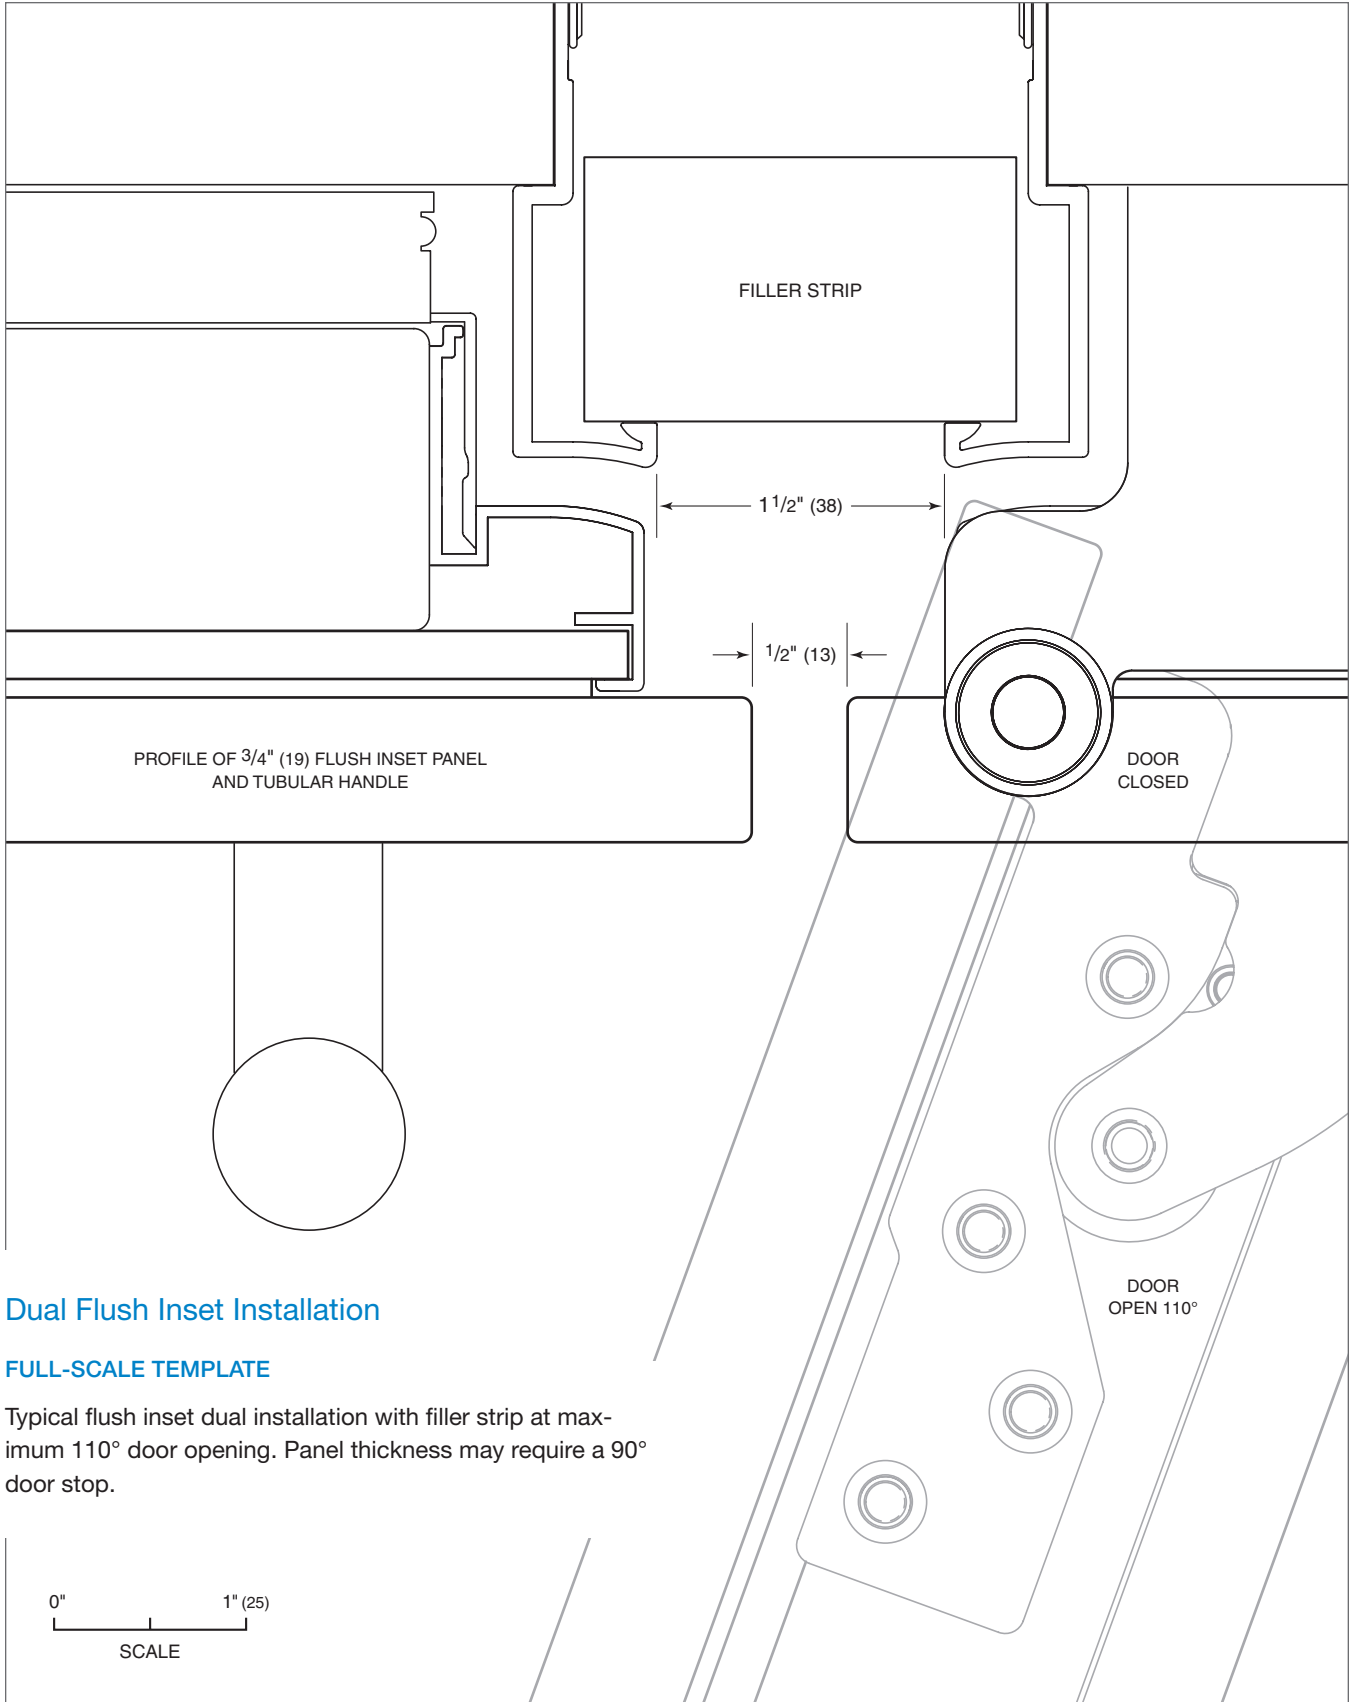 FILLER STRIP
1 1/2" (38)
1/2" (13)
PROFILE OF 3/4" (19) FLUSH INSET PANEL
AND TUBULAR HANDLE
DOOR
CLOSED
DOOR
OPEN 110°
Dual Flush Inset Installation
FULL-SCALE TEMPLATE
Typical flush inset dual installation with filler strip at max-
imum 110° door opening. Panel thickness may require a 90°
door stop.
0" 1" (25)
SCALE